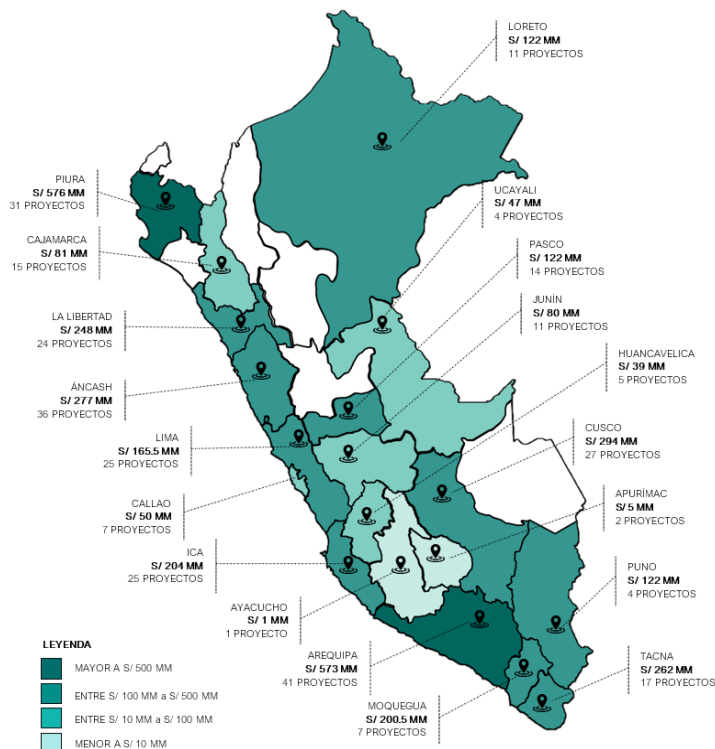 LORETO
S/ 122 MM
11 PROYECTOS
PIURA
S/ 576 MM
31 PROYECTOS
UCAYALI
S/ 47 MM
4 PROYECTOS
CAJAMARCA
S/ 81 MM
15 PROYECTOS
PASCO
S/ 122 MM
14 PROYECTOS
JUNÍN
S/ 80 MM
11 PROYECTOS
LA LIBERTAD
S/ 248 MM
24 PROYECTOS
HUANCAVELICA
S/ 39 MM
5 PROYECTOS
ÁNCASH
S/ 277 MM
36 PROYECTOS
CUSCO
S/ 294 MM
27 PROYECTOS
LIMA
S/ 165.5 MM
25 PROYECTOS
APURÍMAC
S/ 5 MM
2 PROYECTOS
CALLAO
S/ 50 MM
7 PROYECTOS
ICA
S/ 204 MM
25 PROYECTOS
PUNO
S/ 122 MM
4 PROYECTOS
AYACUCHO
S/ 1 MM
1 PROYECTO
AREQUIPA
S/ 573 MM
41 PROYECTOS
TACNA
S/ 262 MM
17 PROYECTOS
MOQUEGUA
S/ 200.5 MM
7 PROYECTOS
LEYENDA
MAYOR A S/ 500 MM
ENTRE S/ 100 MM a S/ 500 MM
ENTRE S/ 10 MM a S/ 100 MM
MENOR A S/ 10 MM